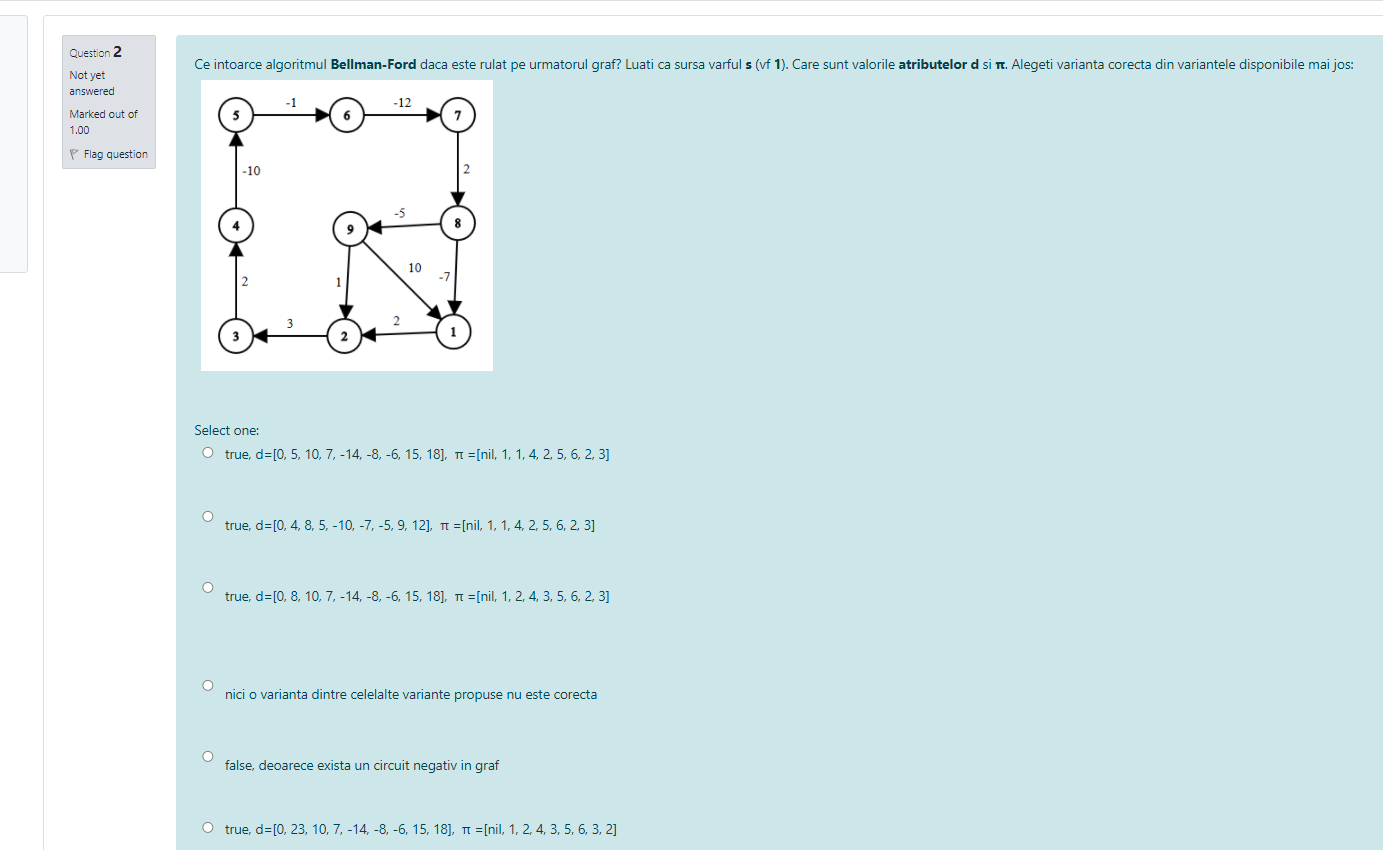 Question 2
Not yet
answered
Marked out of
1.00
Flag question
Ce intoarce algoritmul Bellman-Ford daca este rulat pe urmatorul graf? Luati ca sursa varful s (vf 1). Care sunt valorile atributelor d si π. Alegeti varianta corecta din variantele disponibile mai jos:
-1
-12
5
6
7
-10
2
-5
4
9
8
10
-7
2
1
3
2
3
2
1
Select one:
true, d=[0, 5, 10, 7, -14, -8, -6, 15, 18], π =[nil, 1, 1, 4, 2, 5, 6, 2, 3]
true, d=[0, 4, 8, 5, -10, -7, -5, 9, 12], π =[nil, 1, 1, 4, 2, 5, 6, 2, 3]
true, d=[0, 8, 10, 7, -14, -8, -6, 15, 18], π =[nil, 1, 2, 4, 3, 5, 6, 2, 3]
nici o varianta dintre celelalte variante propuse nu este corecta
false, deoarece exista un circuit negativ in graf
true, d=[0, 23, 10, 7, -14, -8, -6, 15, 18], π =[nil, 1, 2, 4, 3, 5, 6, 3, 2]